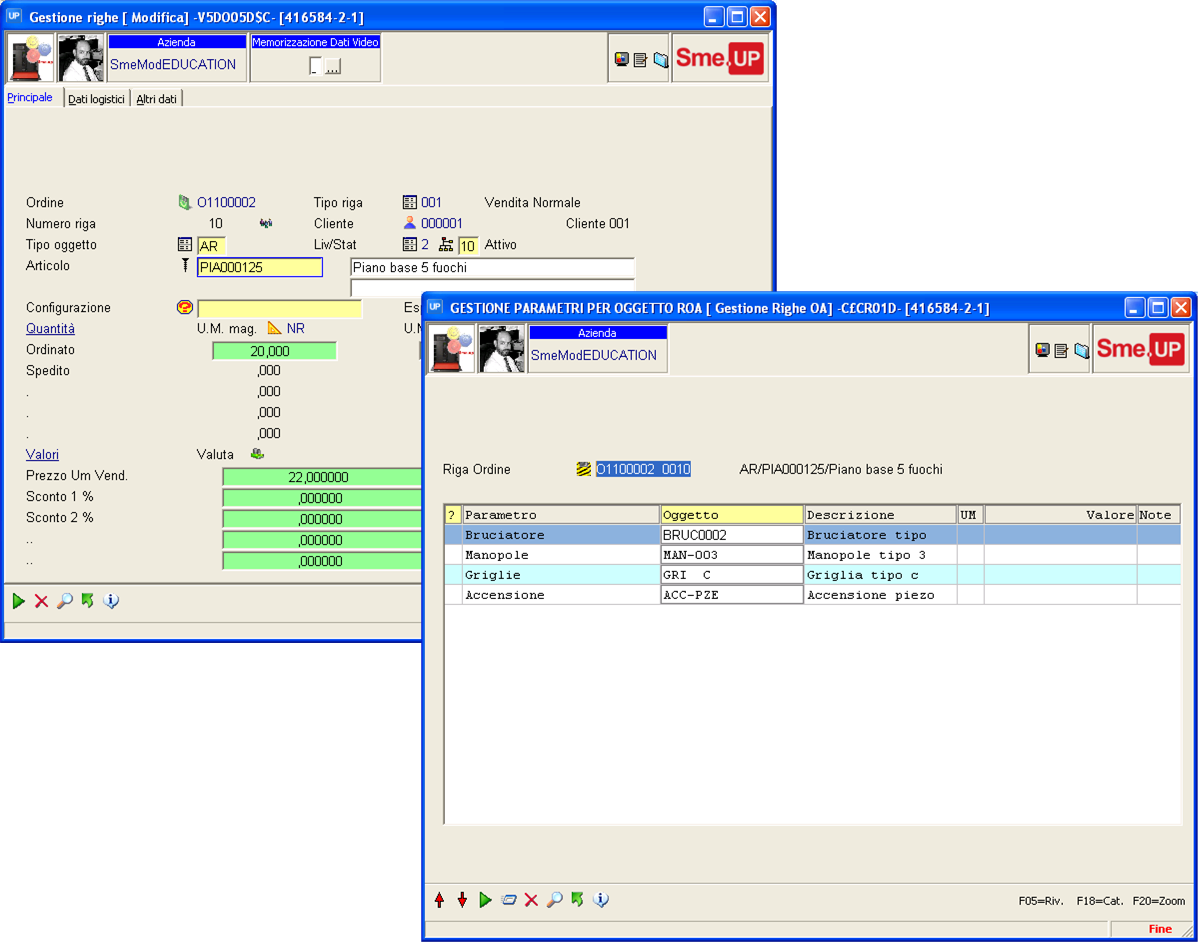 UP Gestione righe [ Modifica] -V5DO05D$C- [416584-2-1]
Azienda
SmeModEDUCATION
Memorizzazione Dati Video
...
Sme.UP
Principale Dati logistici Altri dati
Ordine O1100002 Tipo riga 001 Vendita Normale
Numero riga 10 Cliente 000001 Cliente 001
Tipo oggetto AR Liv/Stat 2 10 Attivo
Articolo PIA000125 Piano base 5 fuochi
Configurazione
Quantità U.M. mag. NR
Ordinato 20,000
Spedito ,000
. ,000
. ,000
. ,000
Valori Valuta
Prezzo Um Vend. 22,000000
Sconto 1 % ,000000
Sconto 2 % ,000000
.. ,000000
.. ,000000
UP GESTIONE PARAMETRI PER OGGETTO ROA [ Gestione Righe OA] -C£CR01D- [416584-2-1]
Azienda
SmeModEDUCATION
Sme.UP
Riga Ordine O1100002 0010 AR/PIA000125/Piano base 5 fuochi
? Parametro Oggetto Descrizione UM Valore Note
Bruciatore BRUC0002 Bruciatore tipo
Manopole MAN-003 Manopole tipo 3
Griglie GRI C Griglia tipo c
Accensione ACC-PZE Accensione piezo
F05=Riv. F18=Cat. F20=Zoom
Fine